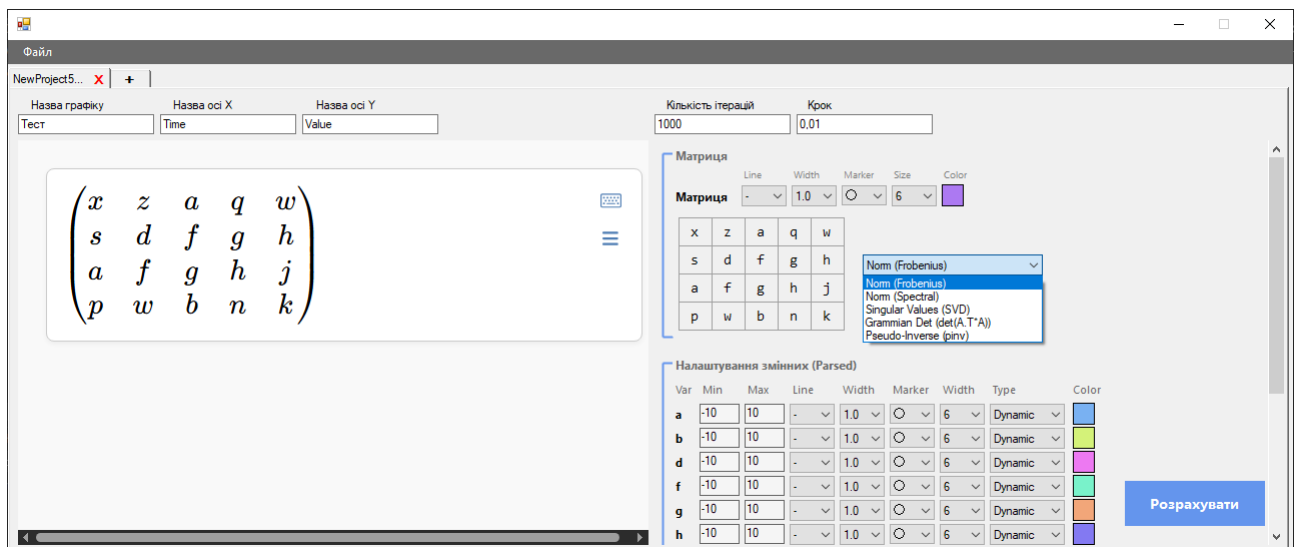 Файл
NewProject5... X +
Назва графіку Назва осі X Назва осі Y Кількість ітерацій Крок
Тест Time Value 1000 0,01
x z a q w
s d f g h
a f g h j
p w b n k
Матриця
Line Width Marker Size Color
Матриця - 1.0 O 6
x z a q w
s d f g h
a f g h j
p w b n k
Norm (Frobenius)
Norm (Frobenius)
Norm (Spectral)
Singular Values (SVD)
Grammian Det (det(A.T*A))
Pseudo-Inverse (pinv)
Налаштування змінних (Parsed)
Var Min Max Line Width Marker Width Type Color
a -10 10 - 1.0 O 6 Dynamic
b -10 10 - 1.0 O 6 Dynamic
d -10 10 - 1.0 O 6 Dynamic
f -10 10 - 1.0 O 6 Dynamic
g -10 10 - 1.0 O 6 Dynamic
h -10 10 - 1.0 O 6 Dynamic
Розрахувати